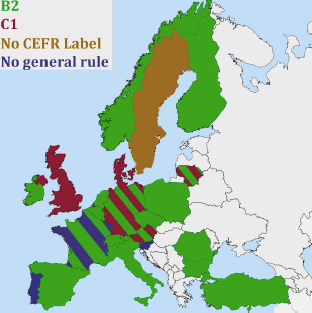 B2
C1
No CEFR Label
No general rule